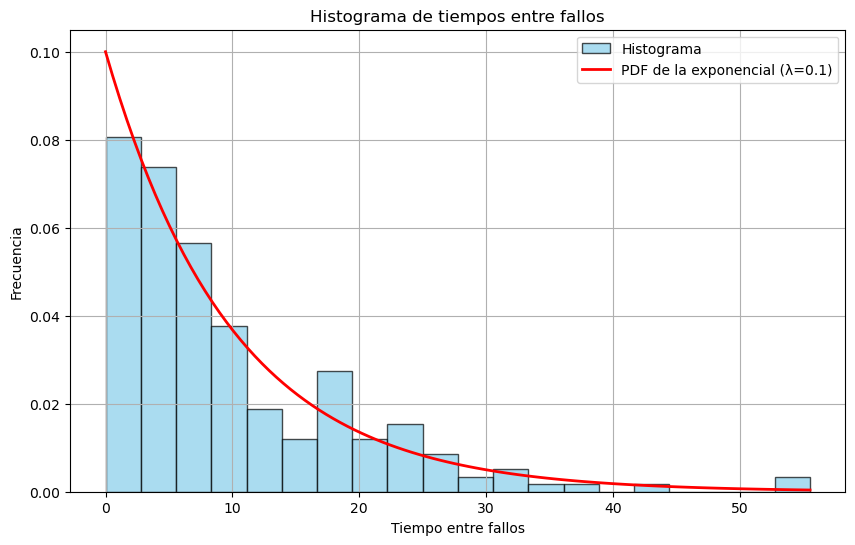 Histograma de tiempos entre fallos
Histograma
PDF de la exponencial (λ=0.1)
Frecuencia
0.10
0.08
0.06
0.04
0.02
0.00
0 10 20 30 40 50
Tiempo entre fallos